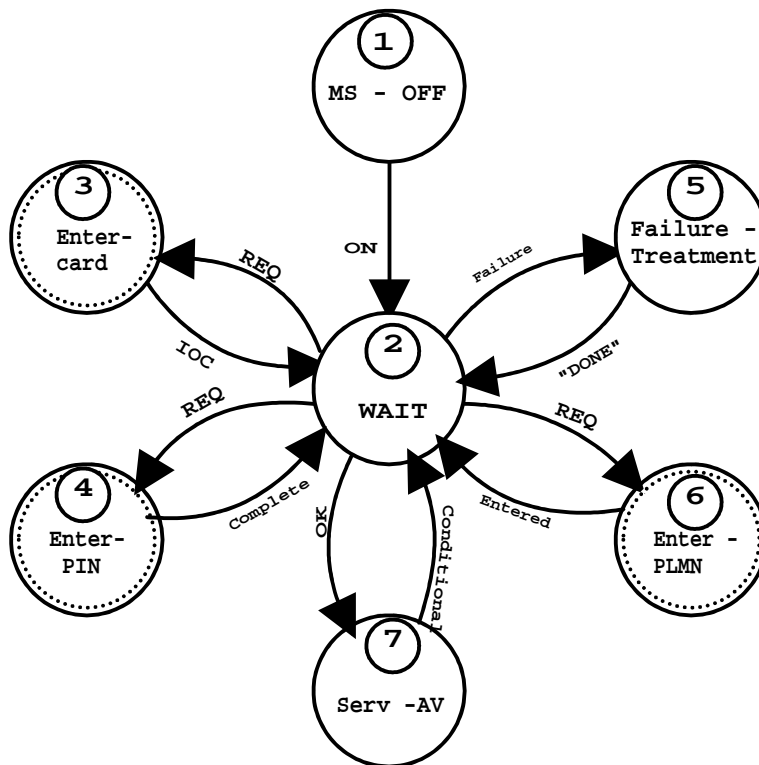 1
MS - OFF
3
Enter-
card
5
Failure -
Treatment
ON
REQ
Failure
IOC
"DONE"
2
WAIT
REQ
REQ
4
Enter-
PIN
Complete
OK
Conditional
Entered
6
Enter -
PLMN
7
Serv -AV